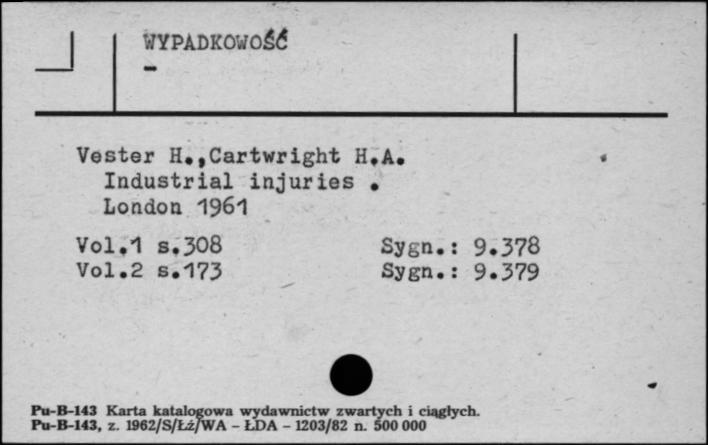 WYPADKOWOŚĆ
-
Vester H.,Cartwright H.A.
Industrial injuries .
London 1961
Vol.1 s.308 Sygn.: 9.378
Vol.2 s.173 Sygn.: 9.379
Pu-B-143 Karta katalogowa wydawnictw zwartych i ciągłych.
Pu-B-143, z. 1962/S/Łź/WA - ŁDA - 1203/82 n. 500 000